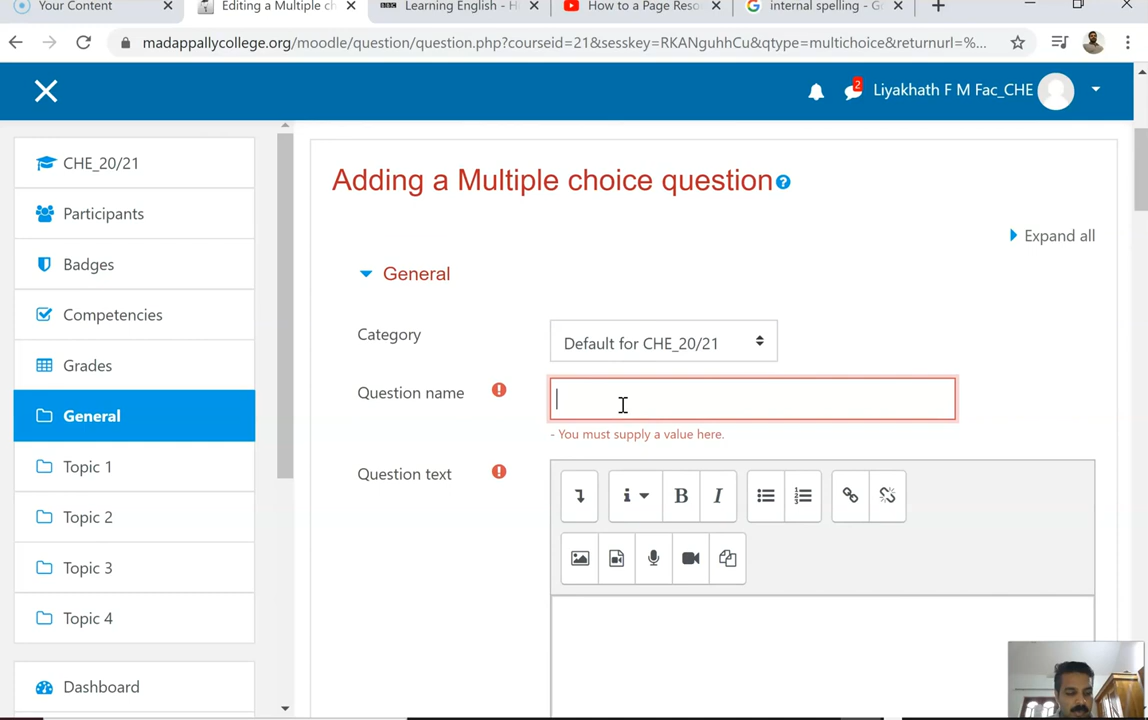 Your Content
Editing a Multiple ch
BBC
Learning English - H
How to a Page Reso
internal spelling - G
madappallycollege.org/moodle/question/question.php?courseid=21&sesskey=RKANguhhCu&qtype=multichoice&returnurl=%...
2
Liyakhath F M Fac_CHE
CHE_20/21
Participants
Badges
Competencies
Grades
General
Topic 1
Topic 2
Topic 3
Topic 4
Dashboard
Adding a Multiple choice question
Expand all
General
Category
Default for CHE_20/21
Question name
- You must supply a value here.
Question text
B
I